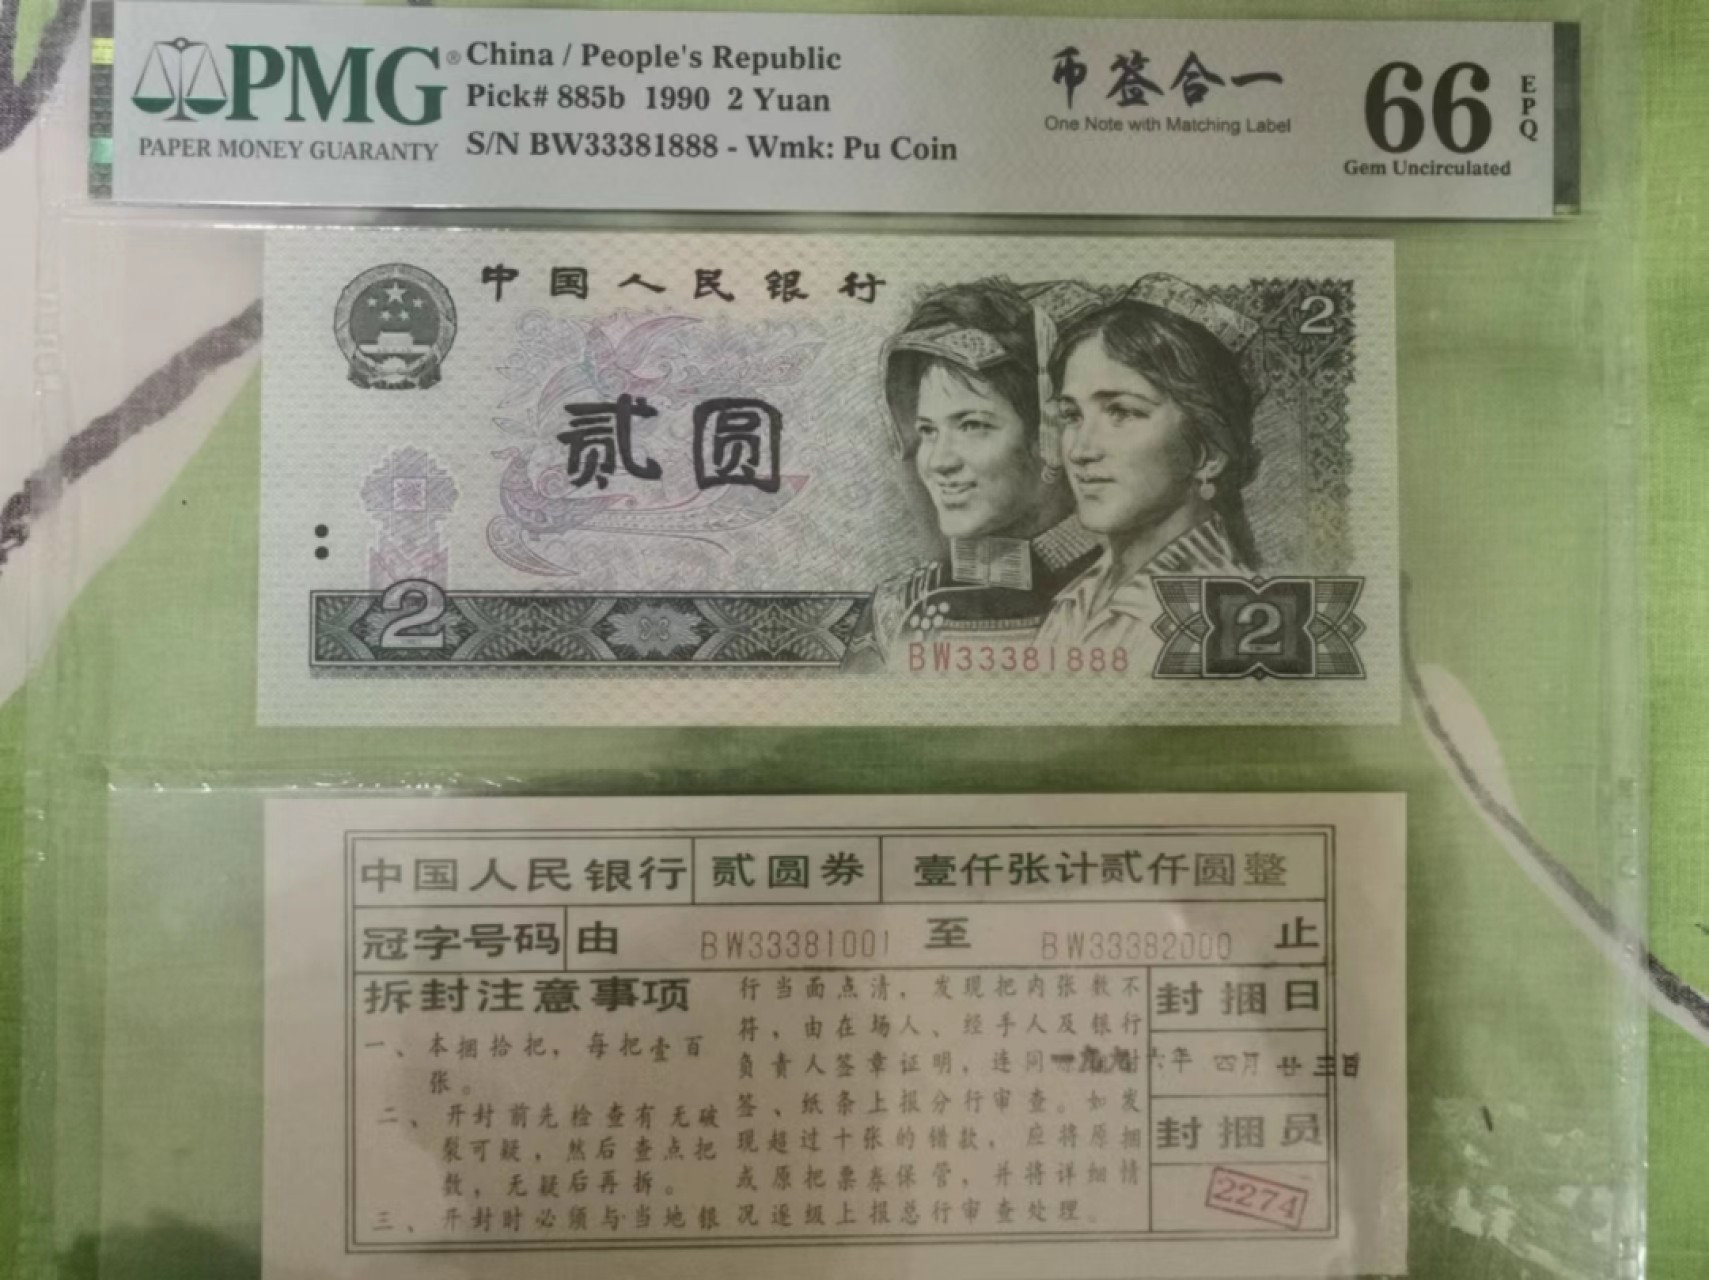 PMG®
PAPER MONEY GUARANTY
China / People's Republic
Pick# 885b 1990 2 Yuan
S/N BW33381888 - Wmk: Pu Coin
币签合一
One Note with Matching Label
66
EPQ
Gem Uncirculated
中国人民银行
2
贰圆
2
BW33381888
2
中国人民银行 贰圆券 壹仟张计贰仟圆整
冠字号码 由 BW33381001 至 BW33382000 止
拆封注意事项
一、本捆拾把，每把壹百
张。
二、开封前先检查有无破
裂可疑，然后查点把
数，无疑后再拆。
三、开封时必须与当地银
行当面点清，发现把内张数不
符，由在场人、经手人及银行
负责人签章证明，连同
签、纸条上报分行审查。如发
现超过十张的错款，应将原捆
或原把票券保管，并将详细情
况逐级上报总行审查处理。
封捆日
六年 四月 廿三日
封捆员
2274